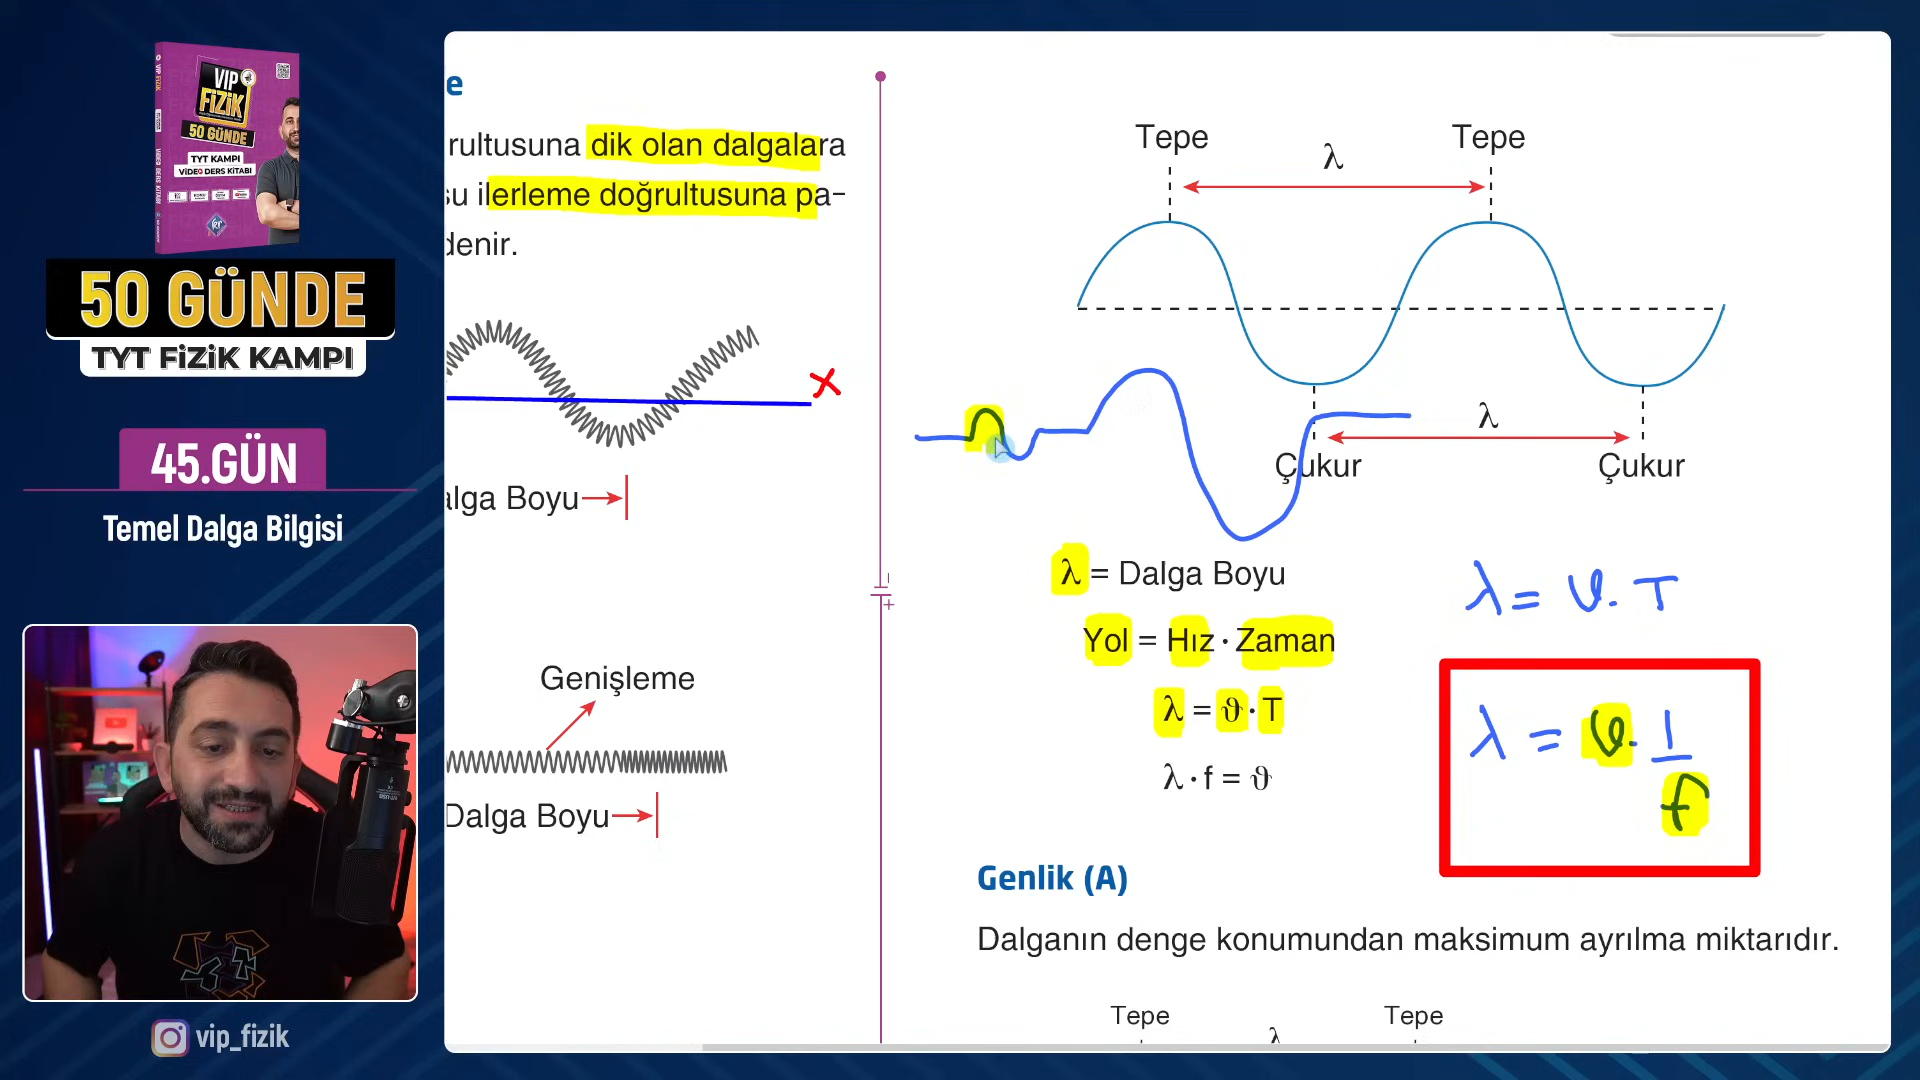 VIP
FİZİK
50 GÜNDE
TYT KAMPI
VİDEO DERS KİTABI
50 GÜNDE
TYT FİZİK KAMPI
45.GÜN
Temel Dalga Bilgisi
vip_fizik
e
rultusuna dik olan dalgalara
su ilerleme doğrultusuna pa-
denir.
X
alga Boyu
Genişleme
Dalga Boyu
Tepe Tepe
λ
λ
Çukur Çukur
λ = Dalga Boyu
Yol = Hız · Zaman
λ = ϑ · T
λ · f = ϑ
λ = ϑ . T
λ = ϑ . 1
f
Genlik (A)
Dalganın denge konumundan maksimum ayrılma miktarıdır.
Tepe Tepe
λ